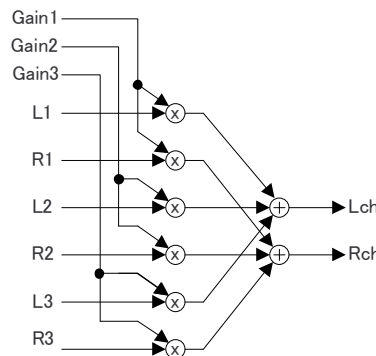 Gain1
Gain2
Gain3
L1
x
R1
x
L2
x
+
Lch
R2
x
+
Rch
L3
x
R3
x